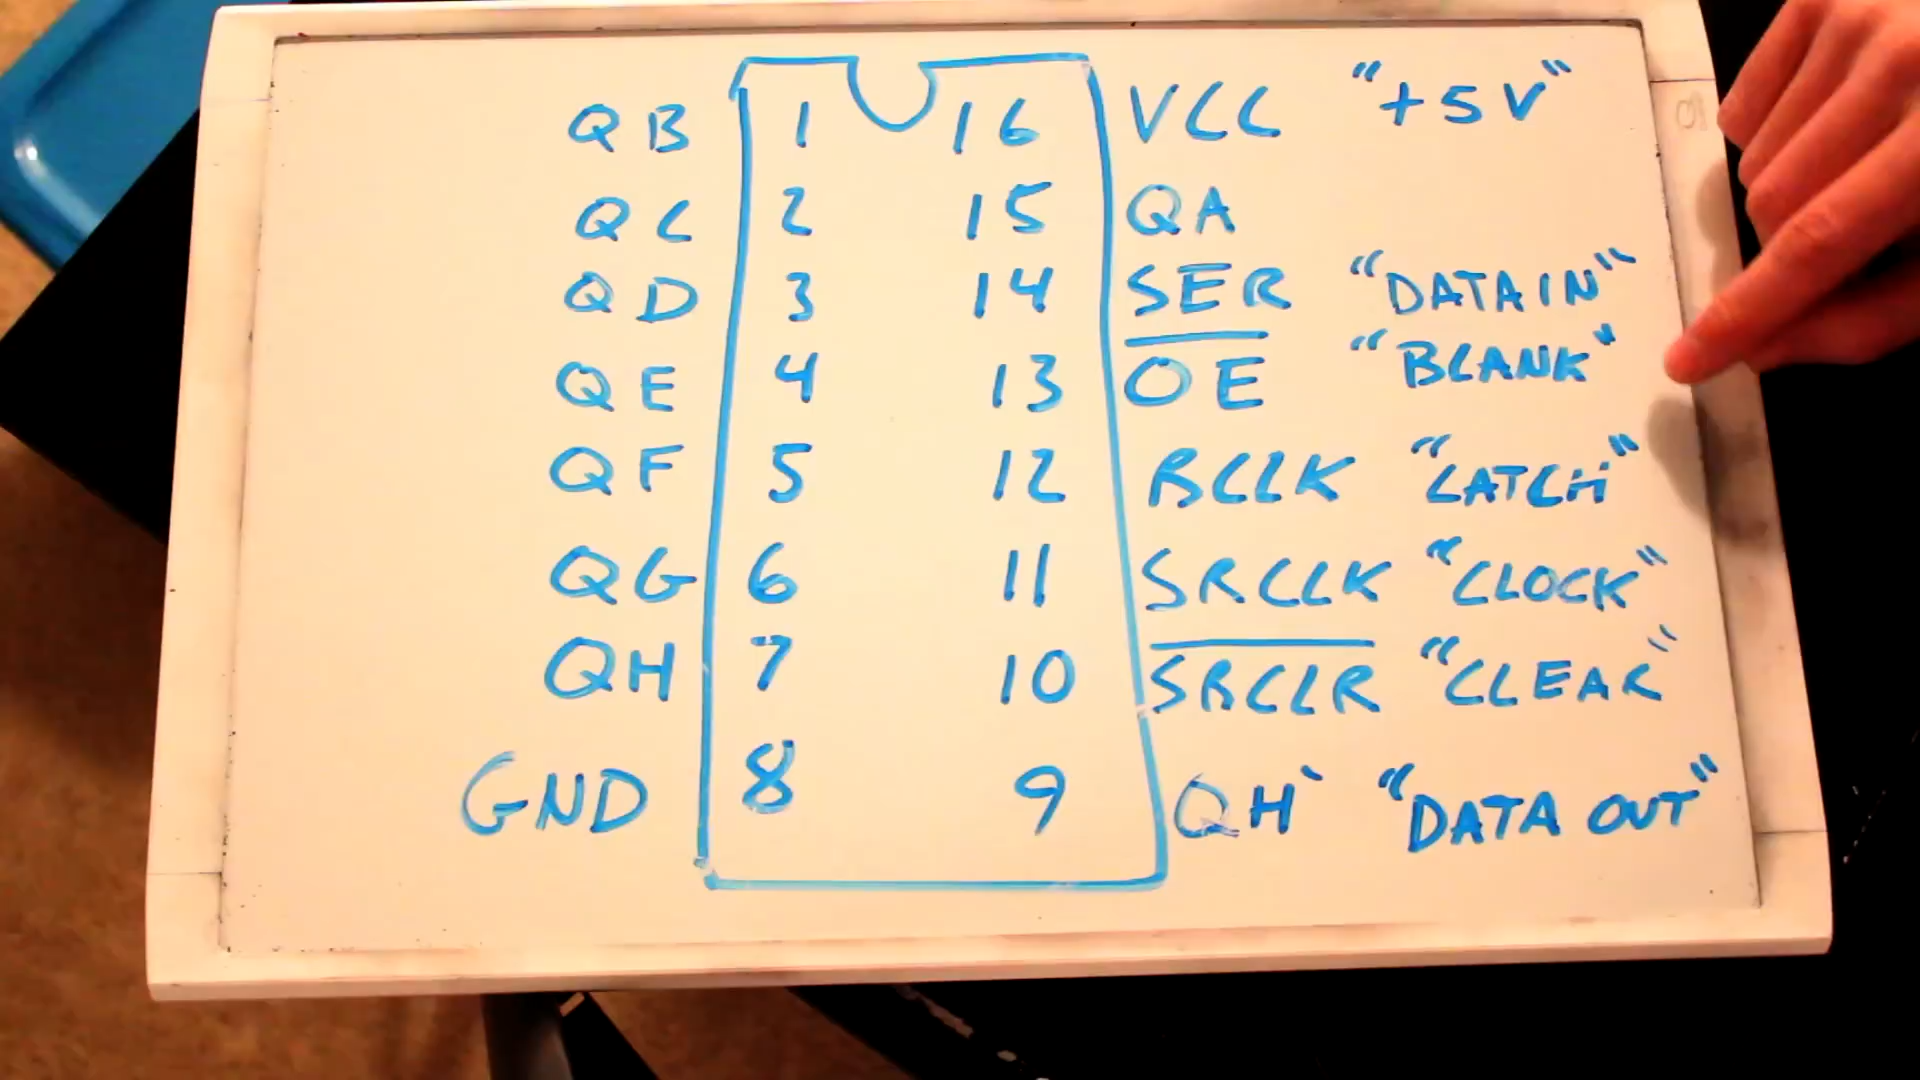 QB 1 16 VCC "+5V"
QC 2 15 QA
QD 3 14 SER "DATA IN"
QE 4 13 OE "BLANK"
QF 5 12 RCLK "LATCH"
QG 6 11 SRCLK "CLOCK"
QH 7 10 SRCLR "CLEAR"
GND 8 9 QH` "DATA OUT"